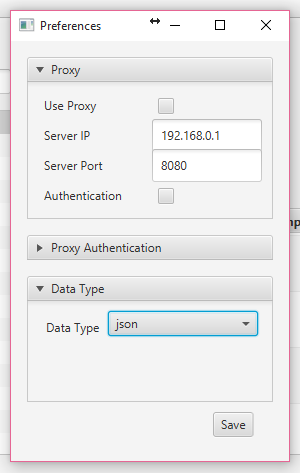 Preferences
Proxy
Use Proxy
Server IP 192.168.0.1
Server Port 8080
Authentication
Proxy Authentication
Data Type
Data Type json
Save